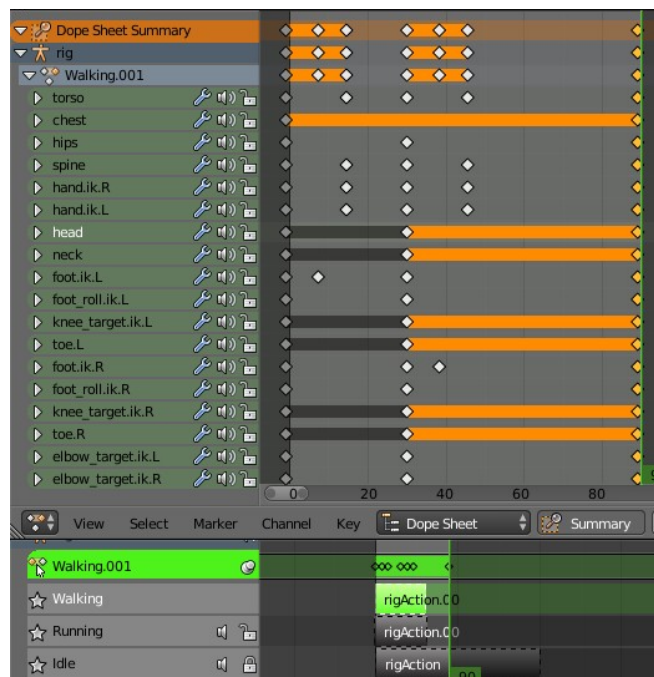 Dope Sheet Summary
rig
Walking.001
torso
chest
hips
spine
hand.ik.R
hand.ik.L
head
neck
foot.ik.L
foot_roll.ik.L
knee_target.ik.L
toe.L
foot.ik.R
foot_roll.ik.R
knee_target.ik.R
toe.R
elbow_target.ik.L
elbow_target.ik.R
0 20 40 60 80
View Select Marker Channel Key Dope Sheet Summary
Walking.001
Walking rigAction.00
Running rigAction.00
Idle rigAction